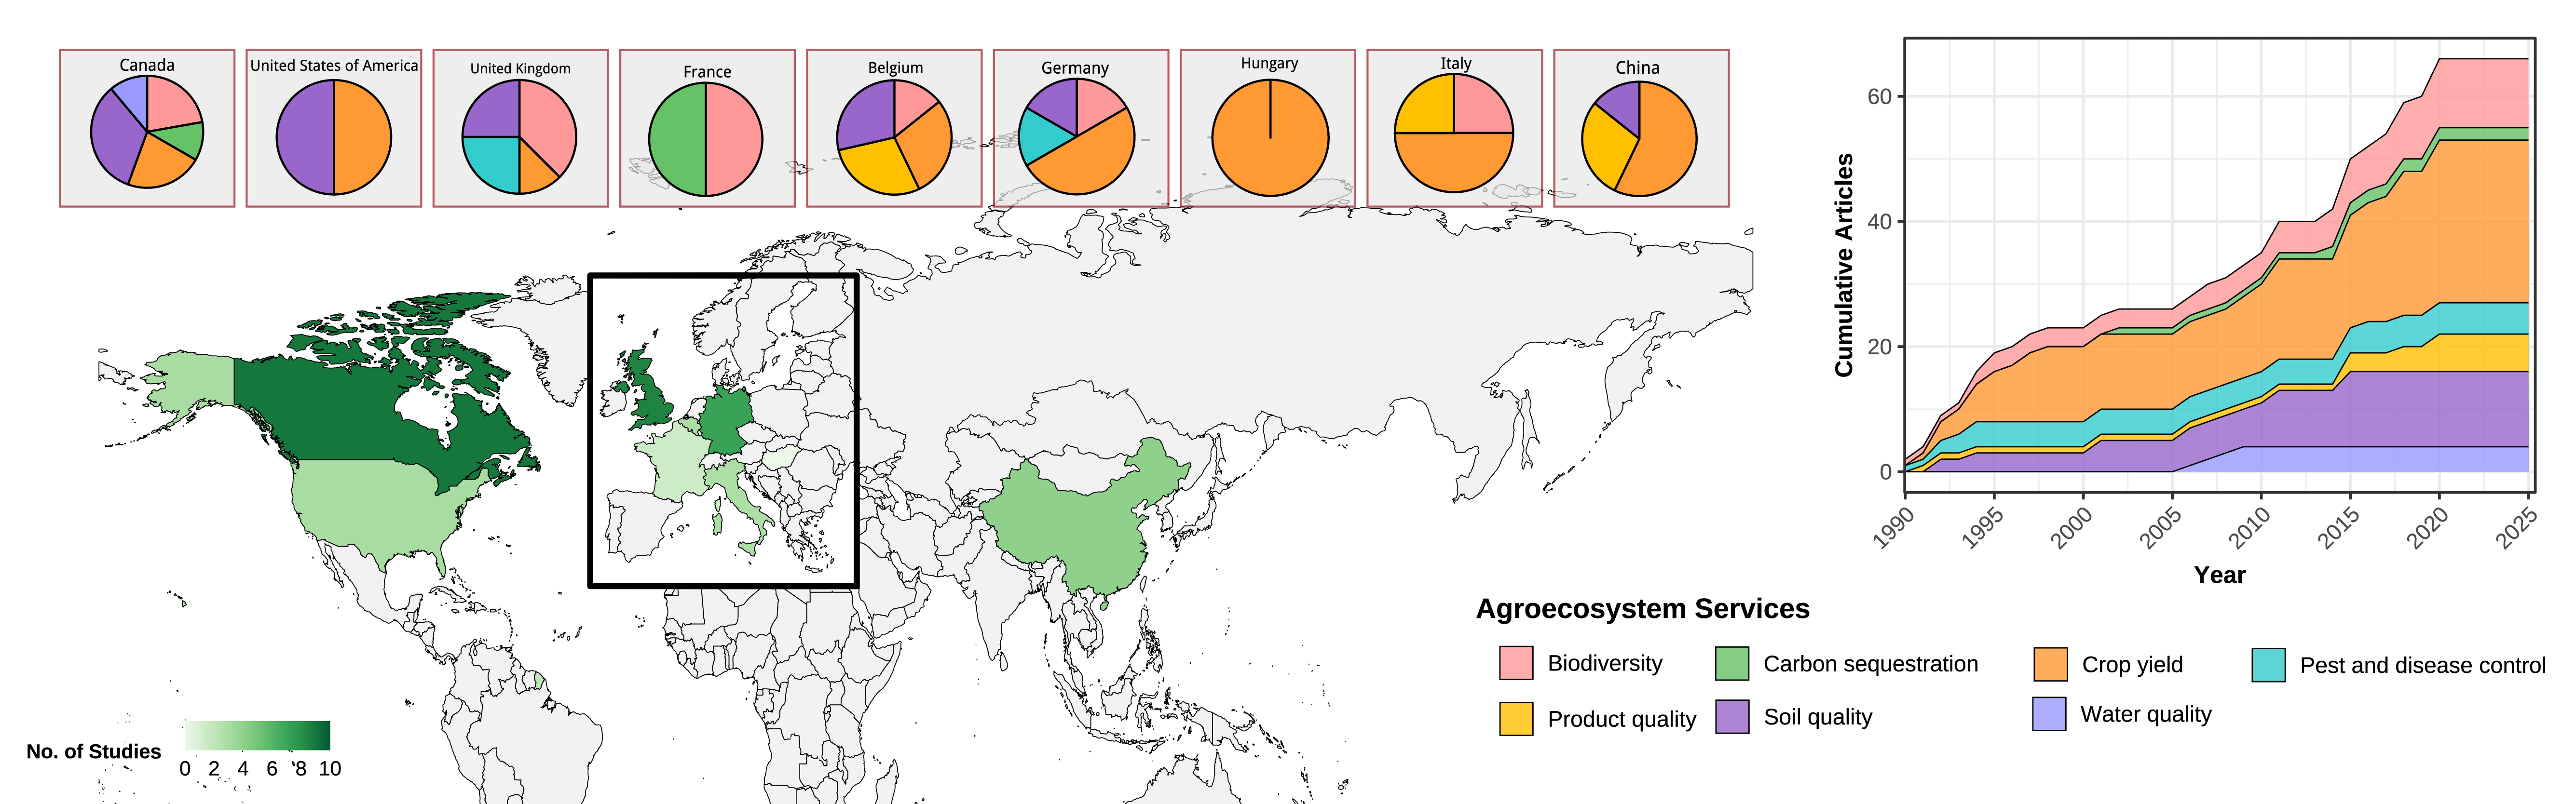 Canada
United States of America
United Kingdom
France
Belgium
Germany
Hungary
Italy
China
Cumulative Articles
60
40
20
0
1990
1995
2000
2005
2010
2015
2020
2025
Year
Agroecosystem Services
Biodiversity
Carbon sequestration
Crop yield
Pest and disease control
Product quality
Soil quality
Water quality
No. of Studies
0 2 4 6 8 10